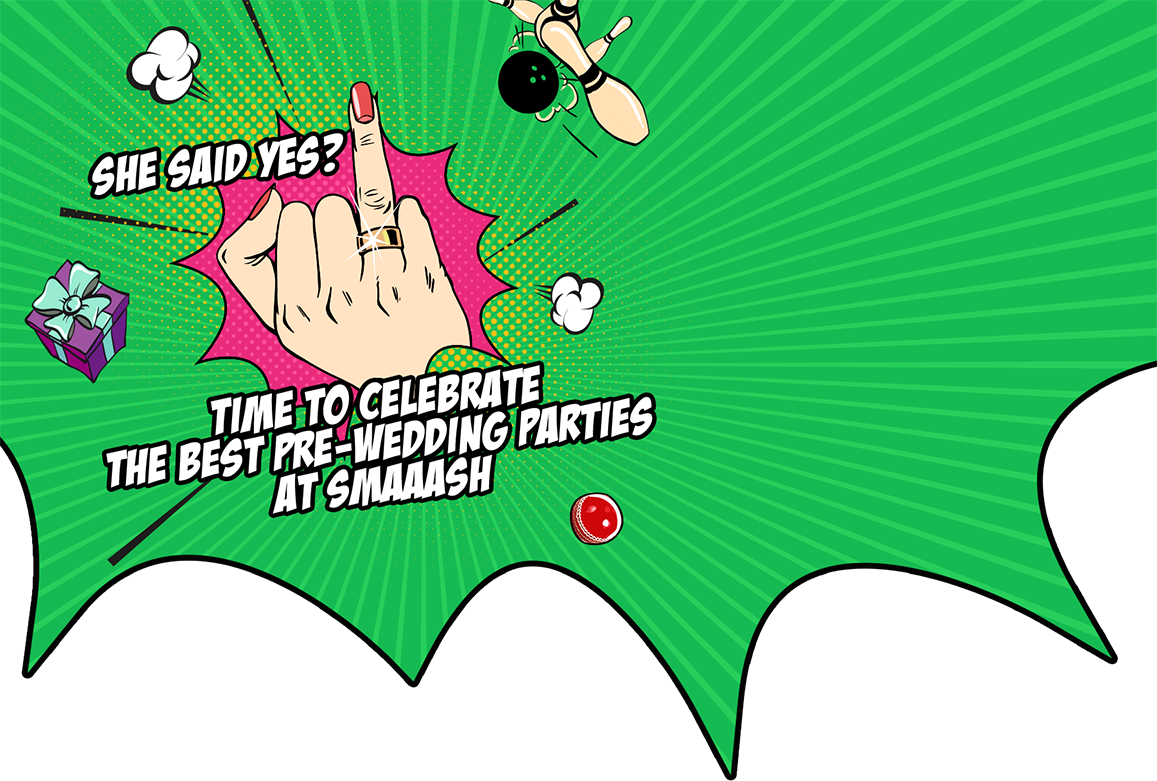 SHE SAID YES?
TIME TO CELEBRATE
THE BEST PRE-WEDDING PARTIES
AT SMAAASH